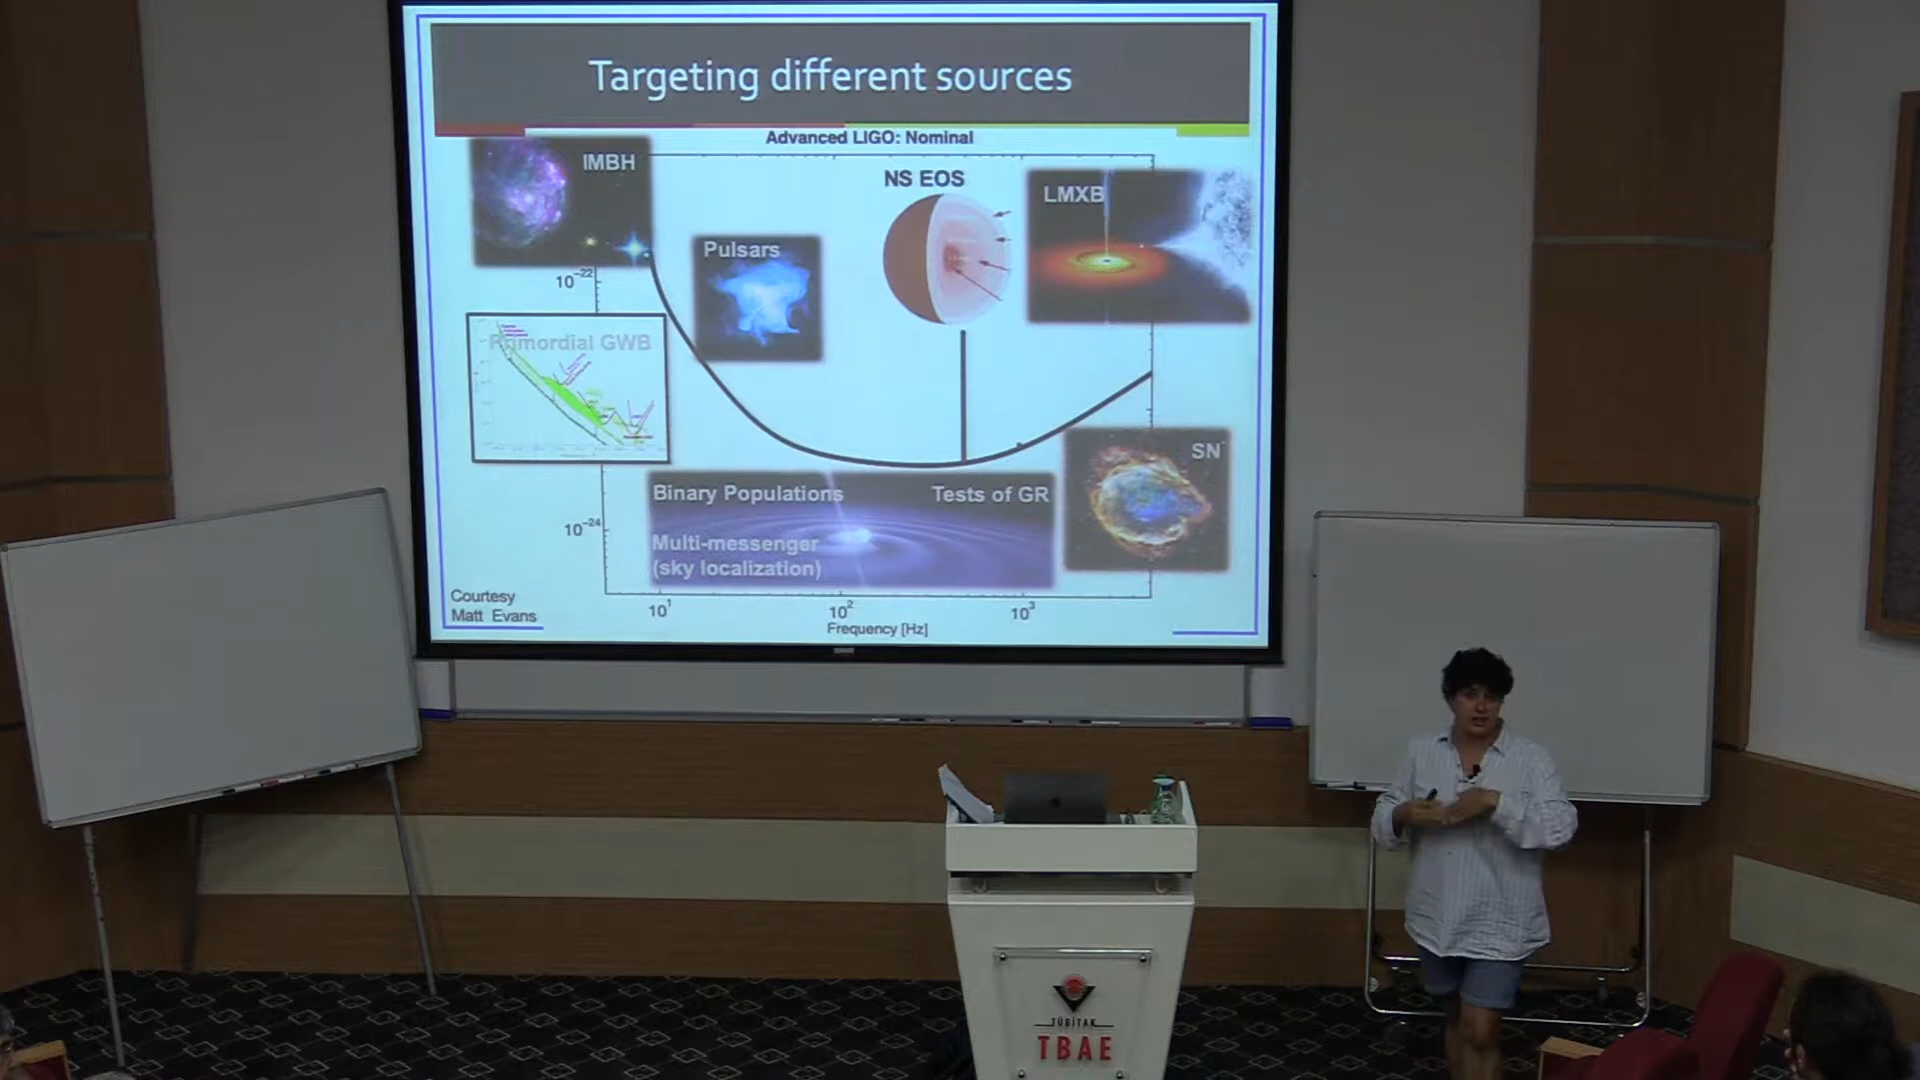 Targeting different sources
Advanced LIGO: Nominal
IMBH
NS EOS
LMXB
Pulsars
10⁻²²
Primordial GWB
SN
Binary Populations
Tests of GR
10⁻²⁴
Multi-messenger
(sky localization)
Courtesy
Matt Evans
10¹
10²
10³
Frequency [Hz]
TÜBİTAK
TBAE